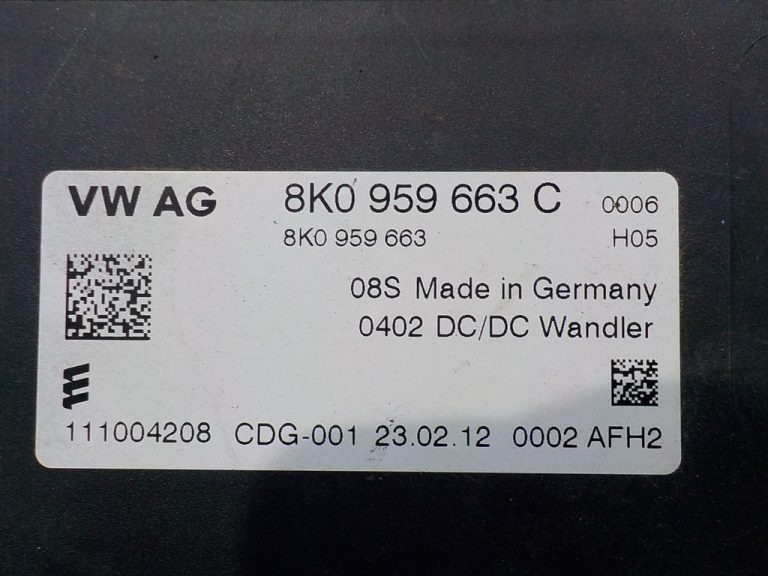 VW AG 8K0 959 663 C 0006
8K0 959 663 H05
08S Made in Germany
0402 DC/DC Wandler
111004208 CDG-001 23.02.12 0002 AFH2